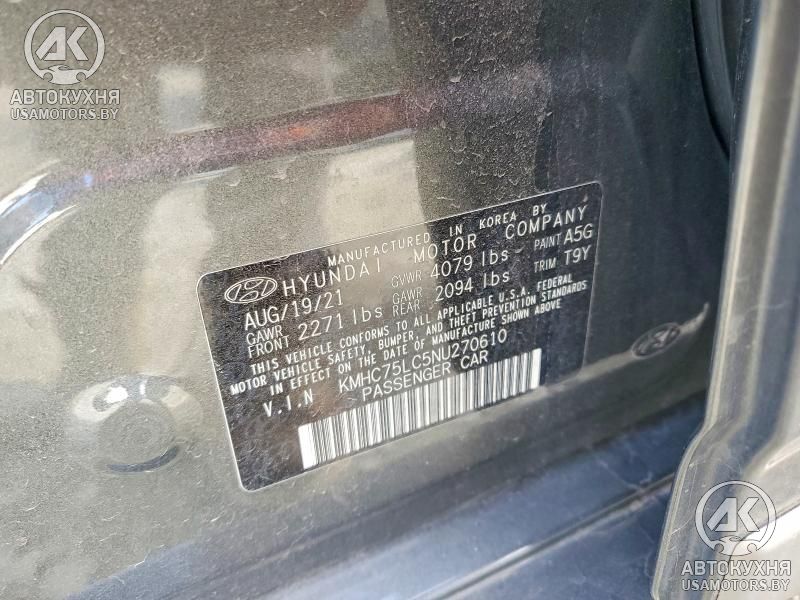 AK
АВТОКУХНЯ
USAMOTORS.BY
MANUFACTURED IN KOREA BY
HYUNDAI MOTOR COMPANY
AUG/19/21 GVWR 4079 lbs PAINT A5G
GAWR FRONT 2271 lbs GAWR REAR 2094 lbs TRIM T9Y
THIS VEHICLE CONFORMS TO ALL APPLICABLE U.S.A. FEDERAL
MOTOR VEHICLE SAFETY, BUMPER, AND THEFT PREVENTION STANDARDS
IN EFFECT ON THE DATE OF MANUFACTURE SHOWN ABOVE
V.I.N KMHC75LC5NU270610
PASSENGER CAR
AK
АВТОКУХНЯ
USAMOTORS.BY